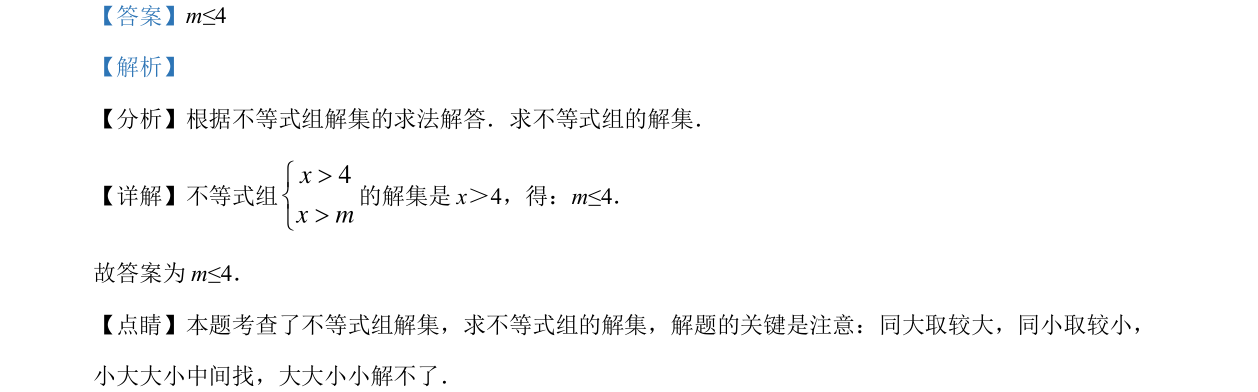 【答案】m≤4
【解析】
【分析】根据不等式组解集的求法解答．求不等式组的解集．
【详解】不等式组{x>4 x>m 的解集是 x＞4，得：m≤4．
故答案为 m≤4．
【点睛】本题考查了不等式组解集，求不等式组的解集，解题的关键是注意：同大取较大，同小取较小，
小大大小中间找，大大小小解不了．